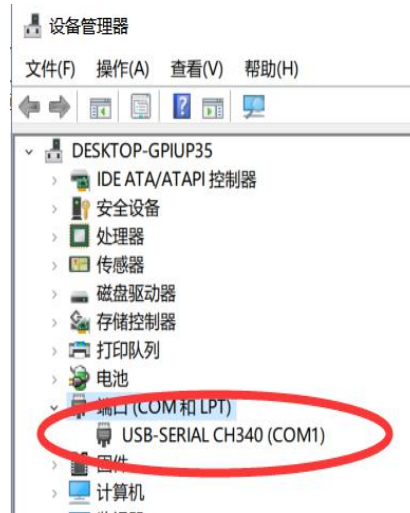 设备管理器
文件(F) 操作(A) 查看(V) 帮助(H)
DESKTOP-GPIUP35
IDE ATA/ATAPI 控制器
安全设备
处理器
传感器
磁盘驱动器
存储控制器
打印队列
电池
端口 (COM 和 LPT)
USB-SERIAL CH340 (COM1)
固件
计算机